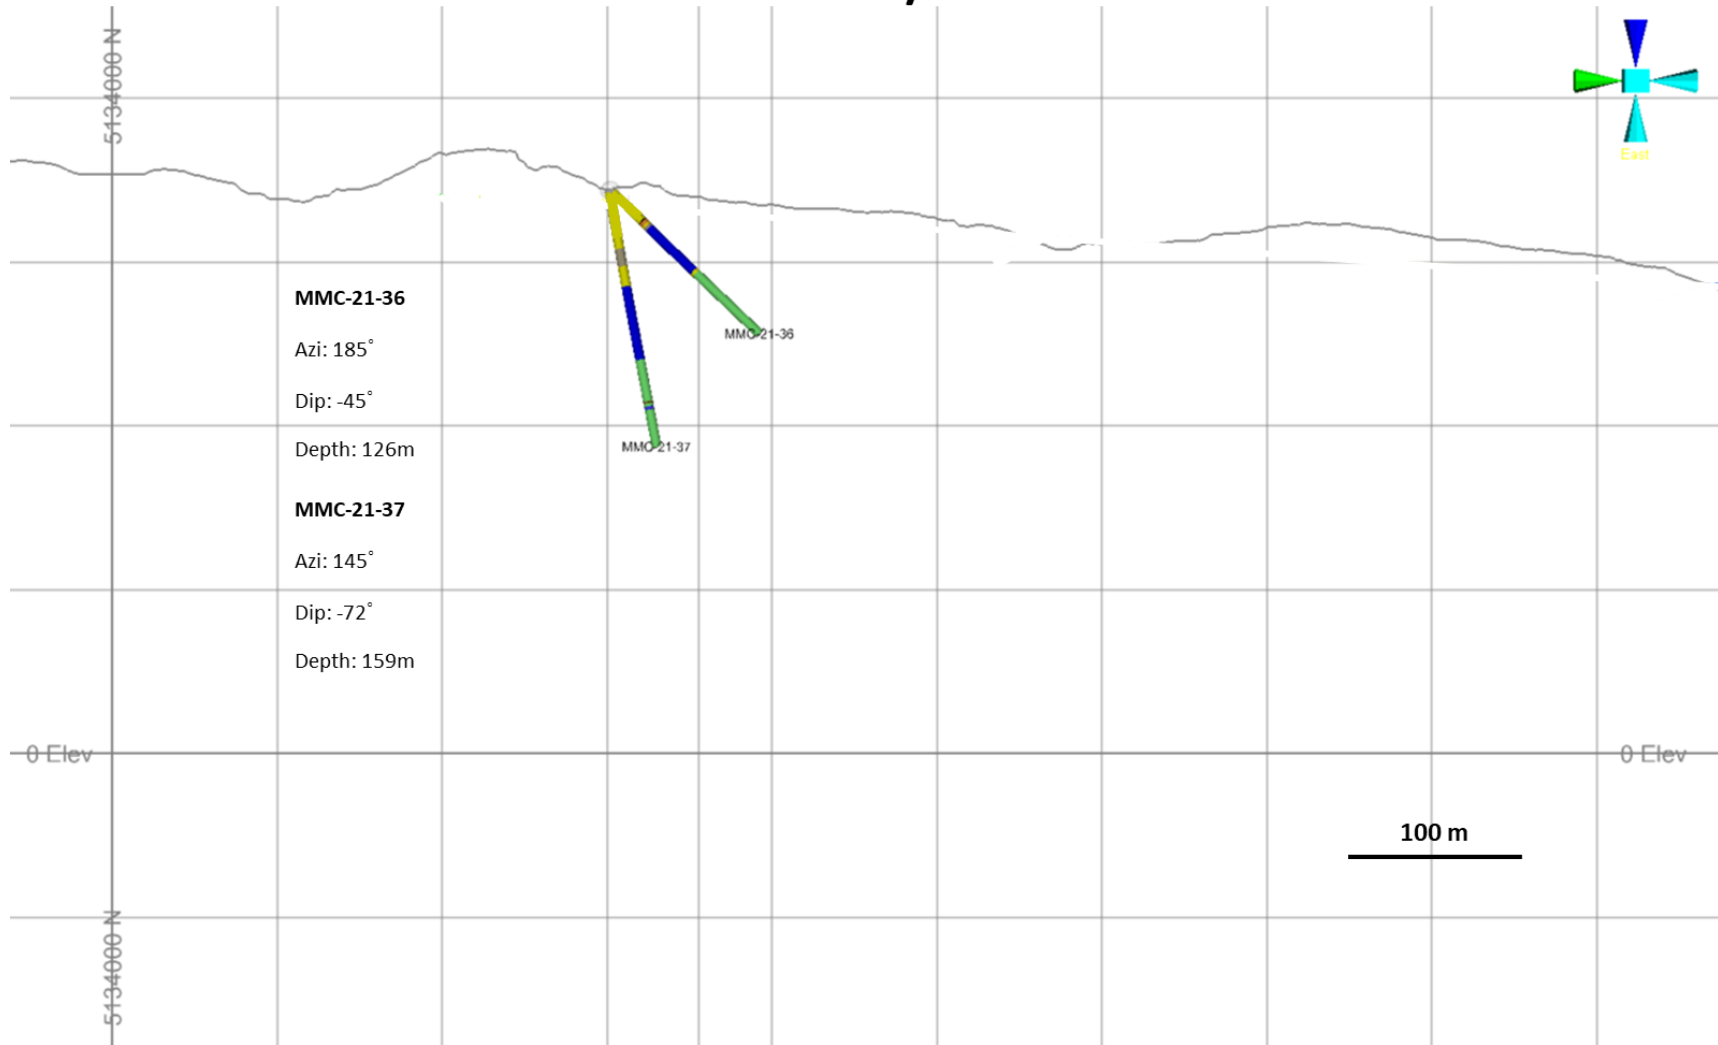 5134000 N
East
MMC-21-36
Azi: 185°
Dip: -45°
Depth: 126m
MMC-21-37
Azi: 145°
Dip: -72°
Depth: 159m
MMC-21-36
MMC-21-37
0 Elev
0 Elev
100 m
5134000 N